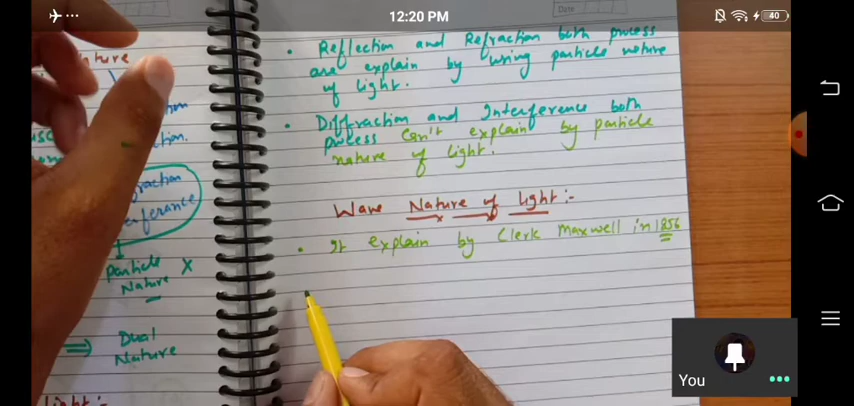 12:20 PM
40
Date
Reflection and Refraction both process
are explain by using particle nature
of light.
Diffraction and Interference both
process Can't explain by particle
nature of light.
Wave Nature of light:-
It explain by Clerk Maxwell in 1856
Particle
Nature X
⇒ Dual
Nature
light:-
You